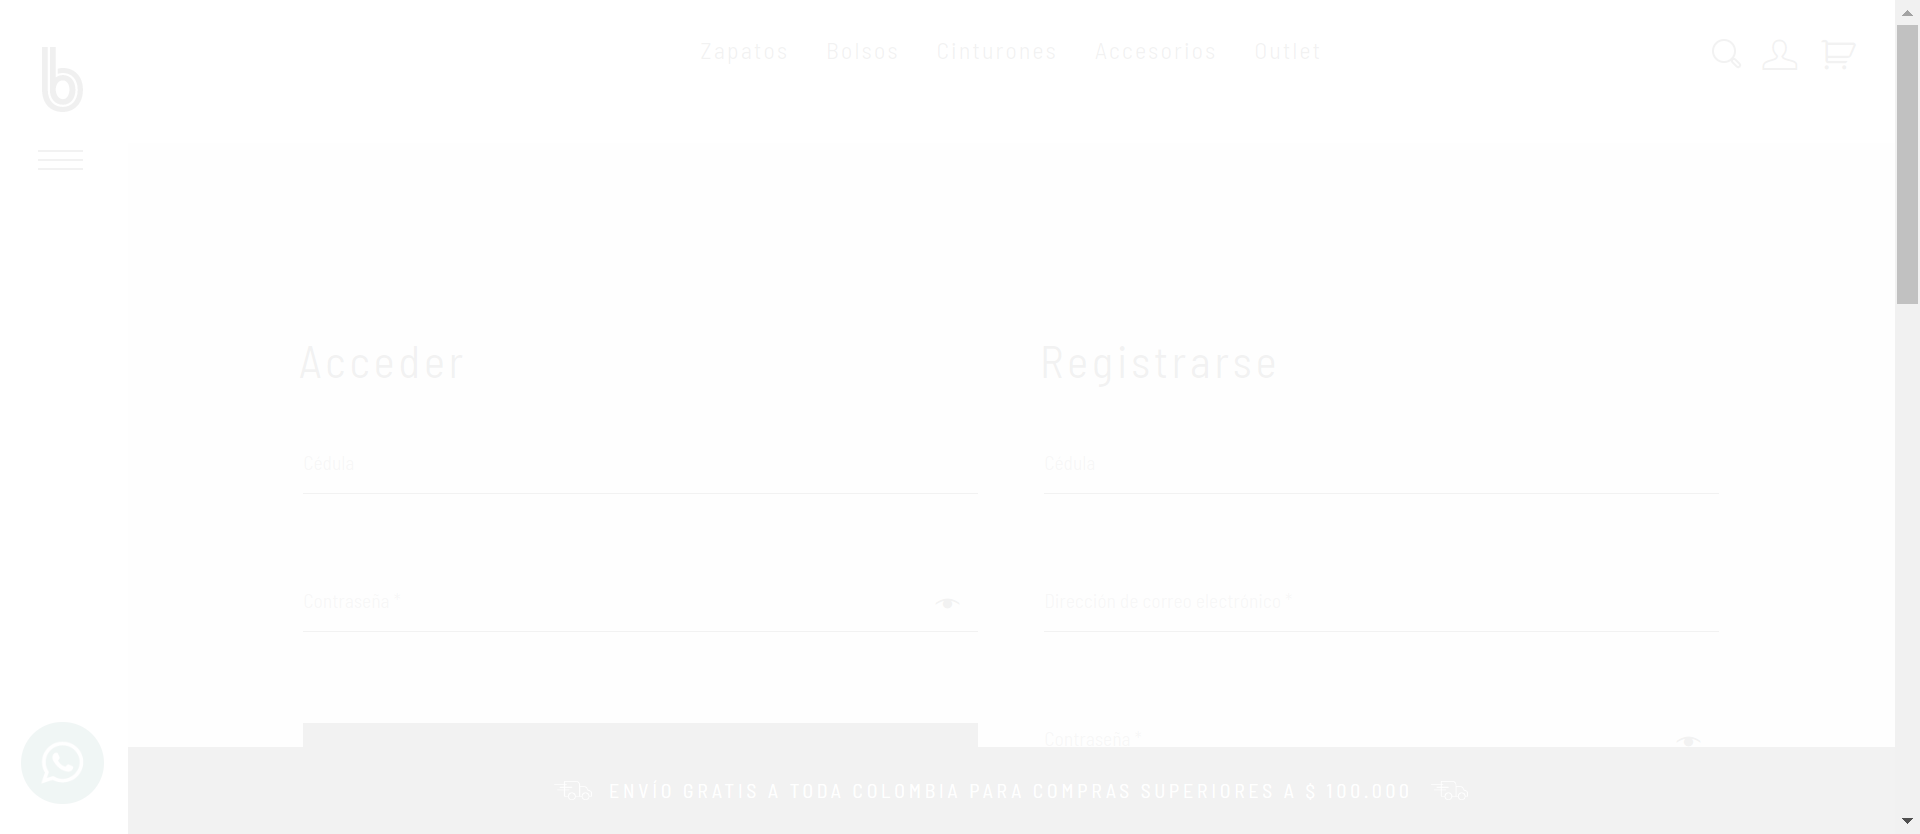 Zapatos Bolsos Cinturones Accesorios Outlet
b
Acceder
Cédula
Contraseña *
Registrarse
Cédula
Dirección de correo electrónico *
Contraseña *
ENVÍO GRATIS A TODA COLOMBIA PARA COMPRAS SUPERIORES A $ 100.000